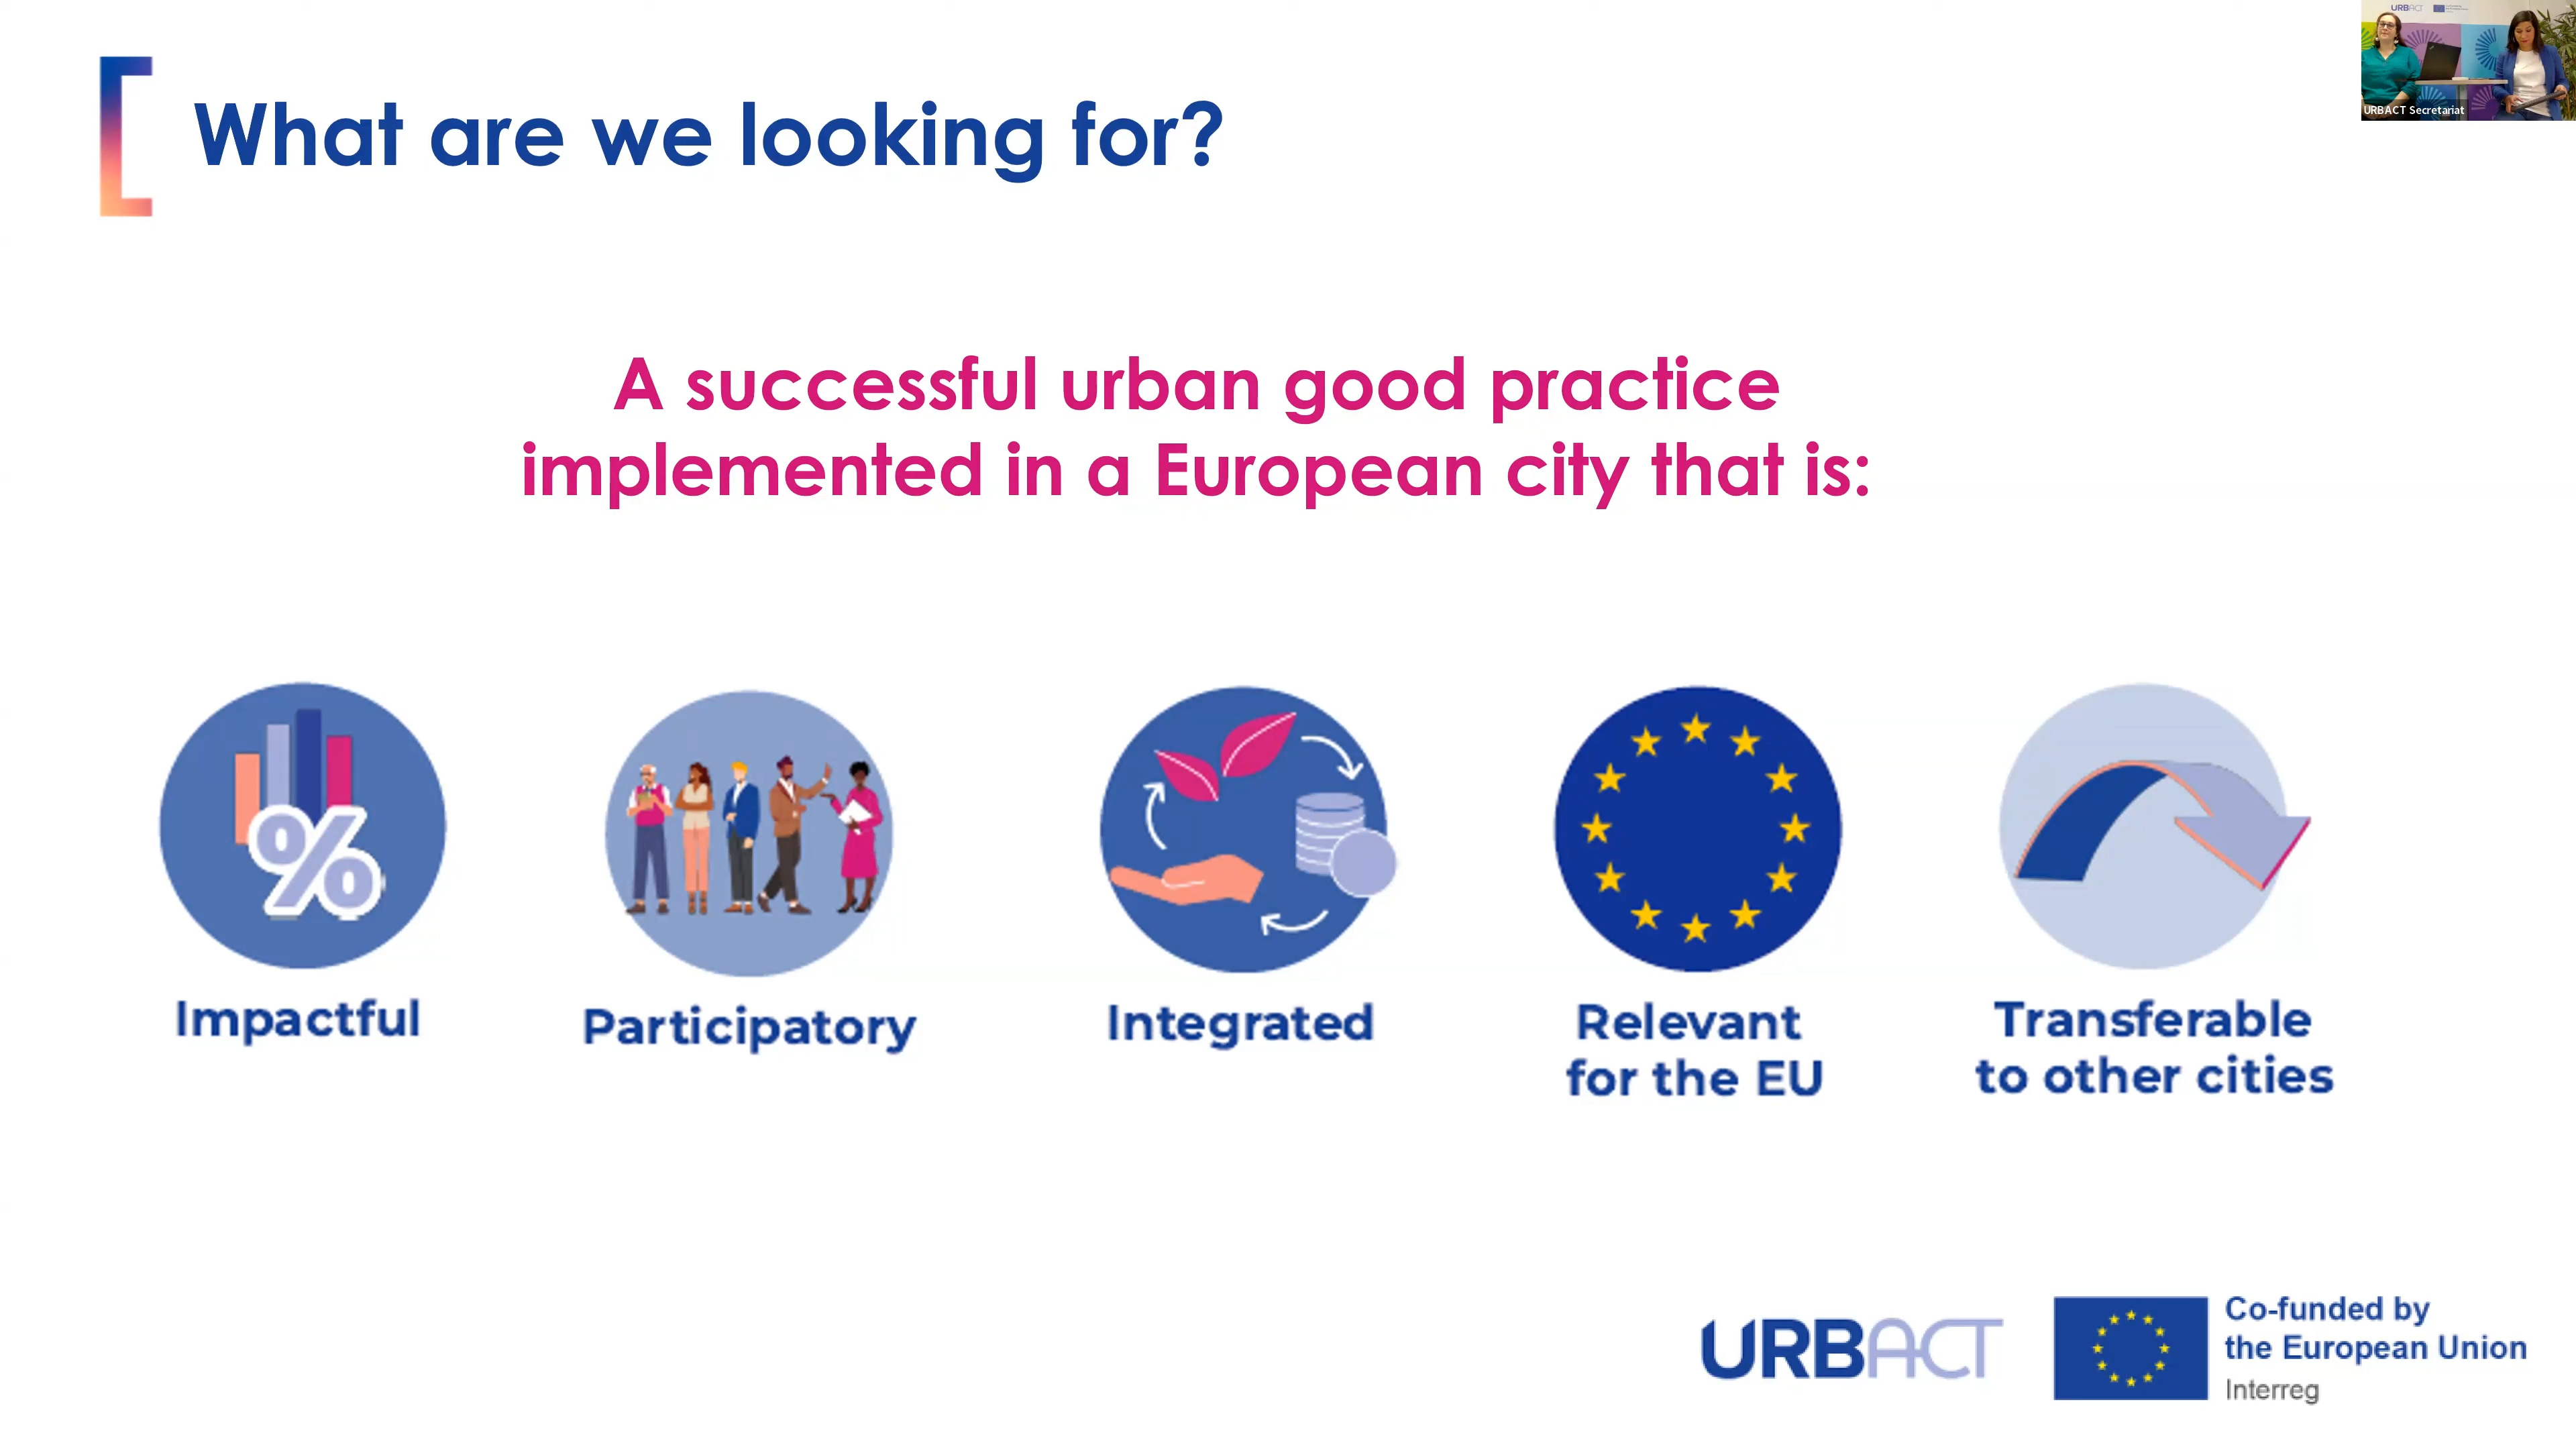 URBACT
URBACT Secretariat
What are we looking for?
A successful urban good practice
implemented in a European city that is:
%
Impactful
Participatory
Integrated
Relevant
for the EU
Transferable
to other cities
URBACT
Co-funded by
the European Union
Interreg